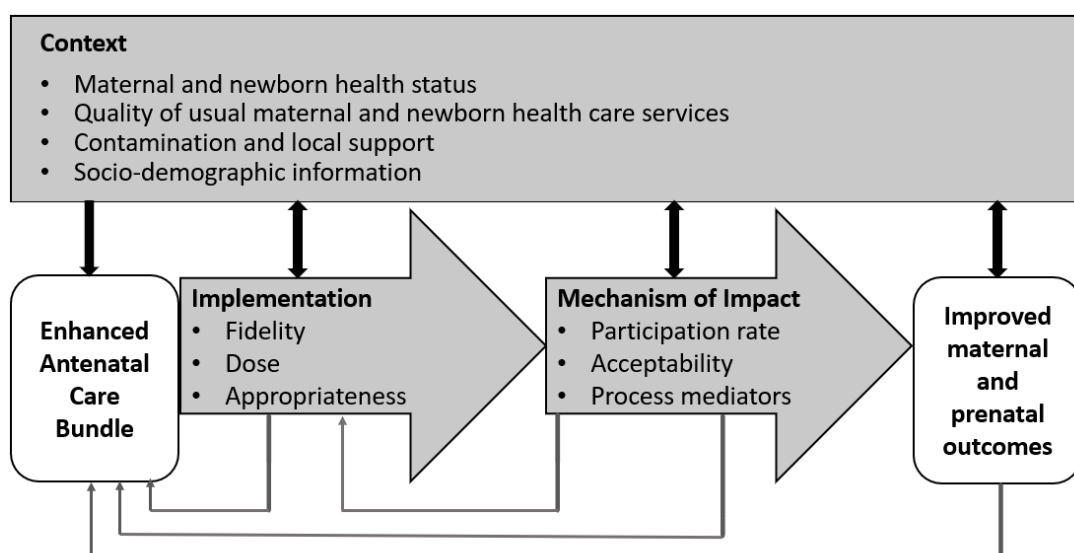 Context
• Maternal and newborn health status
• Quality of usual maternal and newborn health care services
• Contamination and local support
• Socio-demographic information
Enhanced
Antenatal
Care
Bundle
Implementation
• Fidelity
• Dose
• Appropriateness
Mechanism of Impact
• Participation rate
• Acceptability
• Process mediators
Improved
maternal
and
prenatal
outcomes